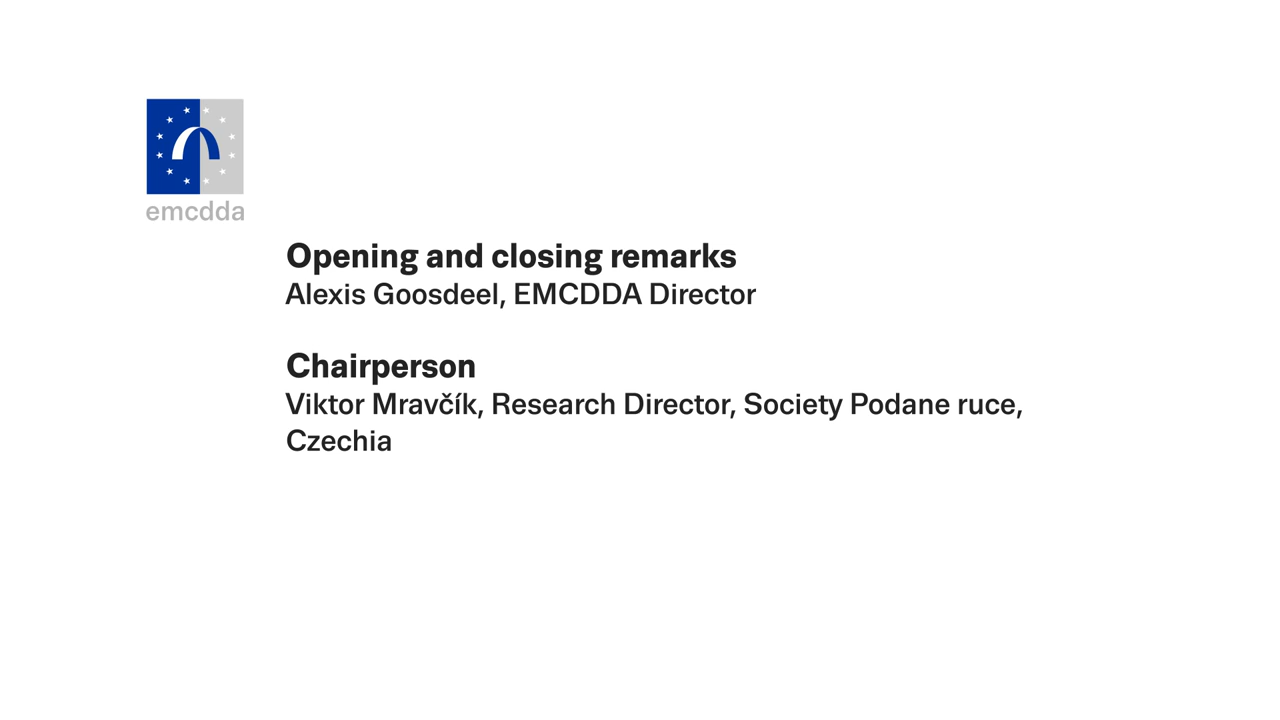 emcdda
Opening and closing remarks
Alexis Goosdeel, EMCDDA Director
Chairperson
Viktor Mravčík, Research Director, Society Podane ruce,
Czechia